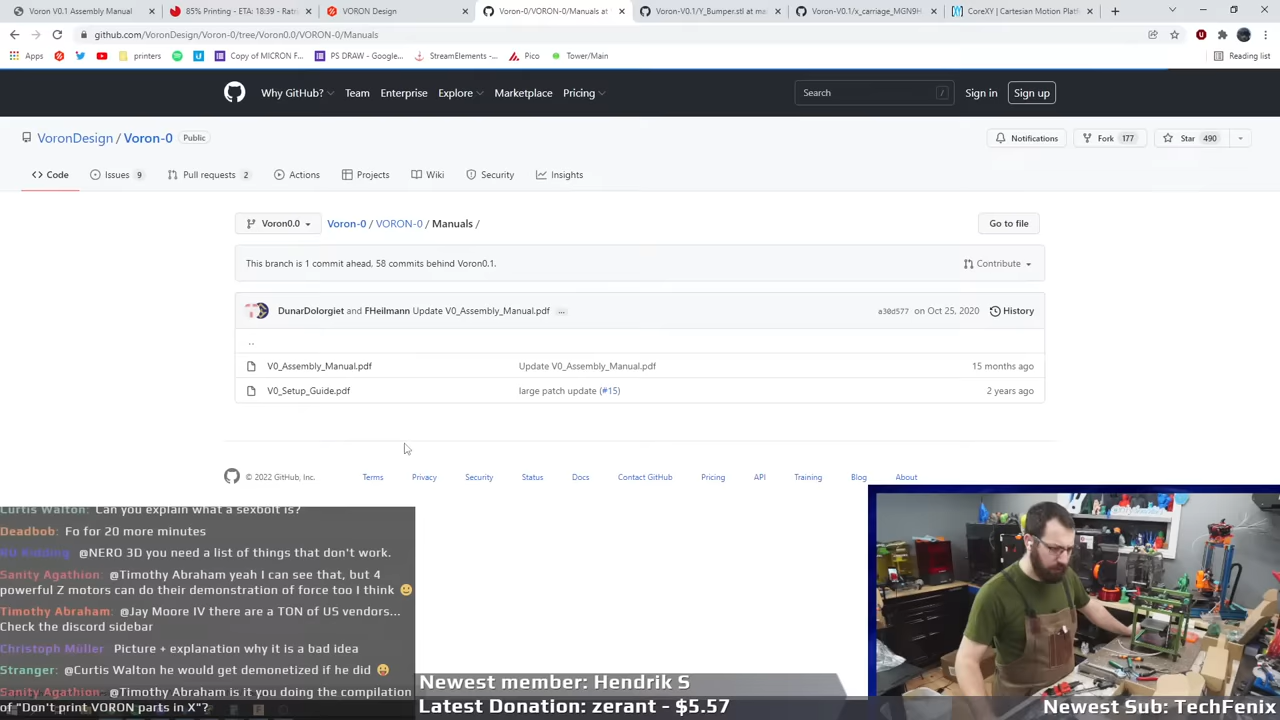 Voron V0.1 Assembly Manual
85% Printing - ETA: 18:39 - Ratr
VORON Design
Voron-0/VORON-0/Manuals at
Voron-V0.1/Y_Bumper.stl at ma
Voron-V0.1/x_carriage_MGN9H
CoreXY | Cartesian Motion Platf
github.com/VoronDesign/Voron-0/tree/Voron0.0/VORON-0/Manuals
Apps
printers
Copy of MICRON F...
PS DRAW - Google...
StreamElements -...
Pico
Tower/Main
Reading list
Why GitHub?
Team
Enterprise
Explore
Marketplace
Pricing
Search /
Sign in
Sign up
VoronDesign / Voron-0 Public
Notifications
Fork 177
Star 490
Code
Issues 9
Pull requests 2
Actions
Projects
Wiki
Security
Insights
Voron0.0
Voron-0 / VORON-0 / Manuals /
Go to file
This branch is 1 commit ahead, 58 commits behind Voron0.1.
Contribute
DunarDolorgiet and FHeilmann Update V0_Assembly_Manual.pdf ...
a30d577 on Oct 25, 2020
History
..
V0_Assembly_Manual.pdf Update V0_Assembly_Manual.pdf 15 months ago
V0_Setup_Guide.pdf large patch update (#15) 2 years ago
© 2022 GitHub, Inc.
Terms
Privacy
Security
Status
Docs
Contact GitHub
Pricing
API
Training
Blog
About
Curtis Walton: Can you explain what a sexbolt is?
Deadbob: Fo for 20 more minutes
@NERO 3D you need a list of things that don't work.
Sanity Agathion: @Timothy Abraham yeah I can see that, but 4
powerful Z motors can do their demonstration of force too I think
Timothy Abraham: @Jay Moore IV there are a TON of US vendors...
Check the discord sidebar
Christoph Müller: Picture + explanation why it is a bad idea
Stranger: @Curtis Walton he would get demonetized if he did
Sanity Agathion: @Timothy Abraham is it you doing the compilation
of "Don't print VORON parts in X"?
Newest member: Hendrik S
Latest Donation: zerant - $5.57
Newest Sub: TechFenix